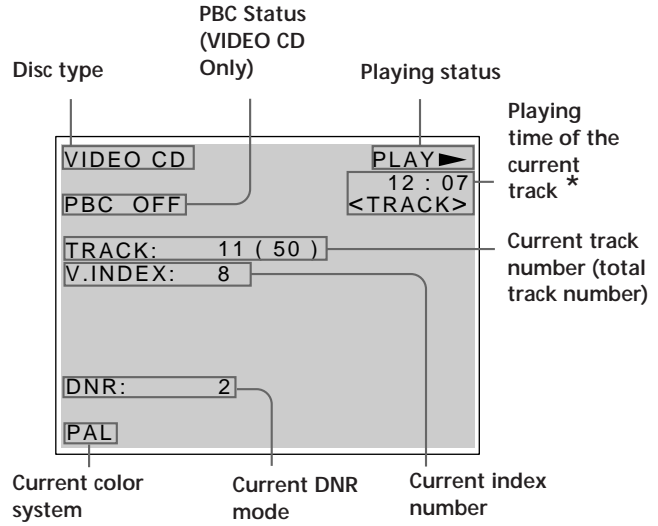 PBC Status
(VIDEO CD
Only)
Disc type
Playing status
Playing
time of the
current
track *
VIDEO CD
PLAY►
12 : 07
PBC OFF
<TRACK>
TRACK: 11 ( 50 )
V.INDEX: 8
Current track
number (total
track number)
DNR: 2
PAL
Current color
system
Current DNR
mode
Current index
number